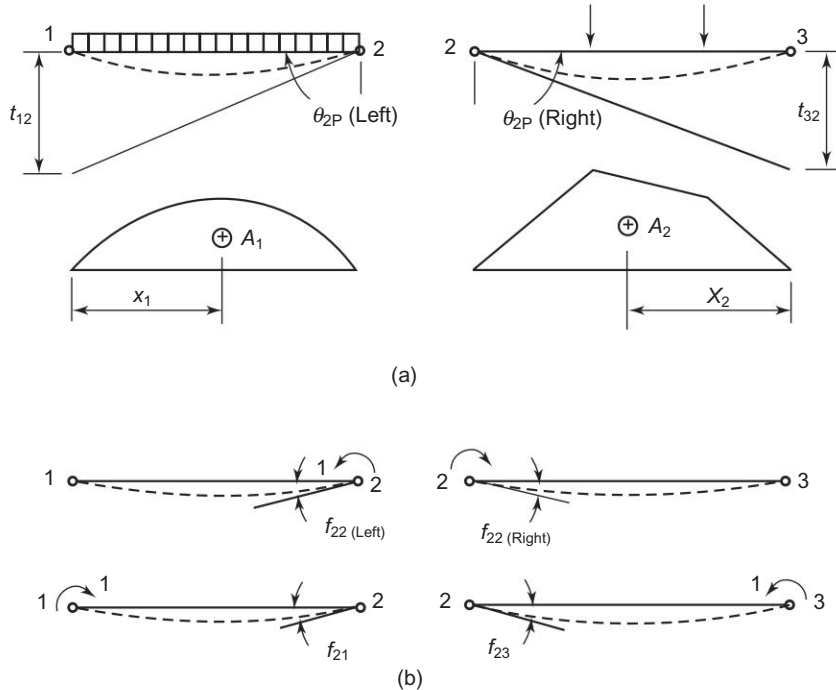 1
2
2
3
t12
θ2P (Left)
θ2P (Right)
t32
A1
A2
x1
X2
(a)
1
1
2
2
3
f22 (Left)
f22 (Right)
1
1
2
2
1
3
f21
f23
(b)